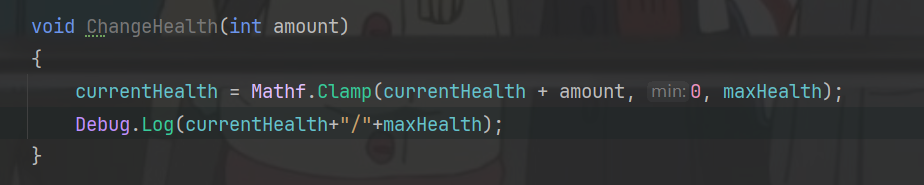 void ChangeHealth(int amount)
{
currentHealth = Mathf.Clamp(currentHealth + amount, min: 0, maxHealth);
Debug.Log(currentHealth+"/"+maxHealth);
}